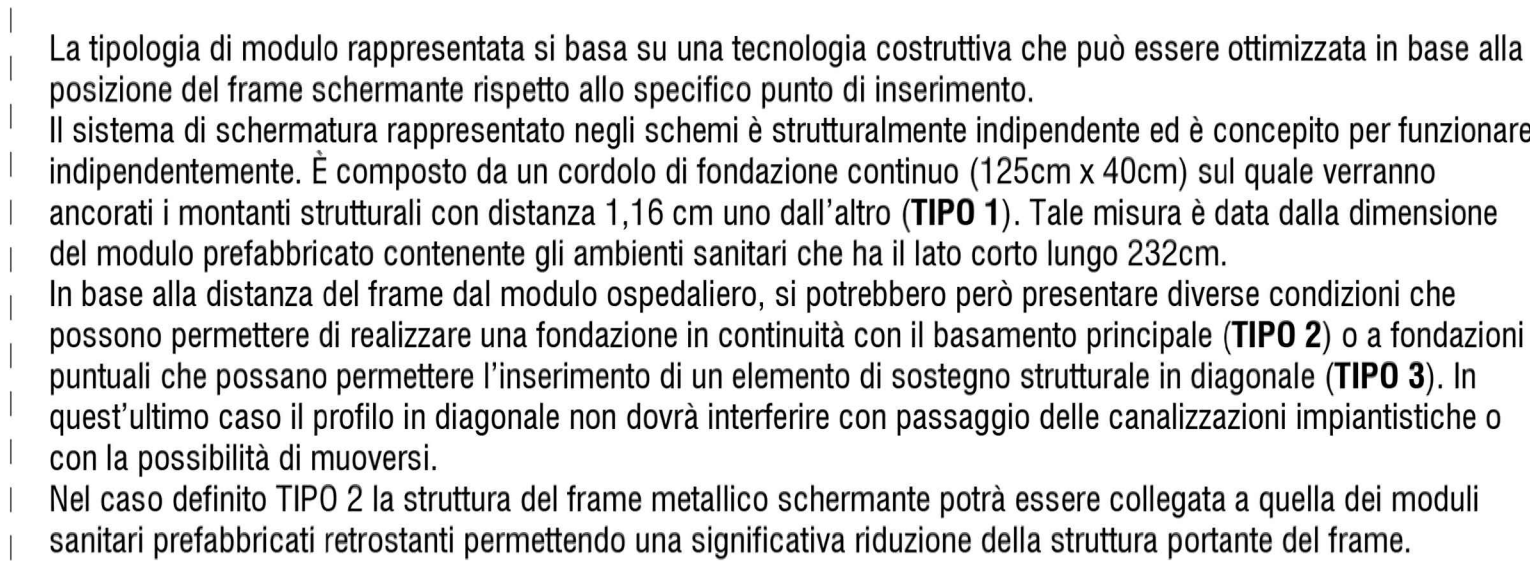 La tipologia di modulo rappresentata si basa su una tecnologia costruttiva che può essere ottimizzata in base alla
posizione del frame schermante rispetto allo specifico punto di inserimento.
Il sistema di schermatura rappresentato negli schemi è strutturalmente indipendente ed è concepito per funzionare
indipendentemente. È composto da un cordolo di fondazione continuo (125cm x 40cm) sul quale verranno
ancorati i montanti strutturali con distanza 1,16 cm uno dall'altro (TIPO 1). Tale misura è data dalla dimensione
del modulo prefabbricato contenente gli ambienti sanitari che ha il lato corto lungo 232cm.
In base alla distanza del frame dal modulo ospedaliero, si potrebbero però presentare diverse condizioni che
possono permettere di realizzare una fondazione in continuità con il basamento principale (TIPO 2) o a fondazioni
puntuali che possano permettere l'inserimento di un elemento di sostegno strutturale in diagonale (TIPO 3). In
quest'ultimo caso il profilo in diagonale non dovrà interferire con passaggio delle canalizzazioni impiantistiche o
con la possibilità di muoversi.
Nel caso definito TIPO 2 la struttura del frame metallico schermante potrà essere collegata a quella dei moduli
sanitari prefabbricati retrostanti permettendo una significativa riduzione della struttura portante del frame.